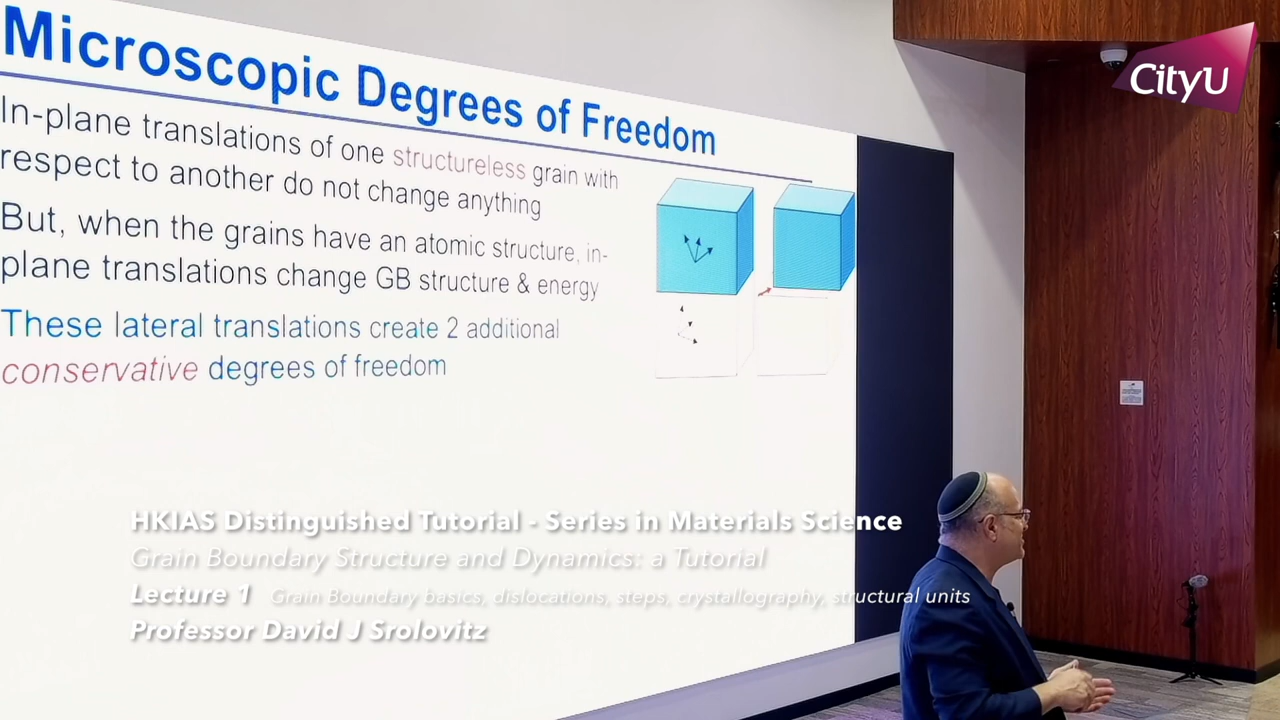 Microscopic Degrees of Freedom
In-plane translations of one structureless grain with
respect to another do not change anything
But, when the grains have an atomic structure, in-
plane translations change GB structure & energy
These lateral translations create 2 additional
conservative degrees of freedom
CityU
HKIAS Distinguished Tutorial - Series in Materials Science
Grain Boundary Structure and Dynamics: a Tutorial
Lecture 1 Grain Boundary basics, dislocations, steps, crystallography, structural units
Professor David J Srolovitz